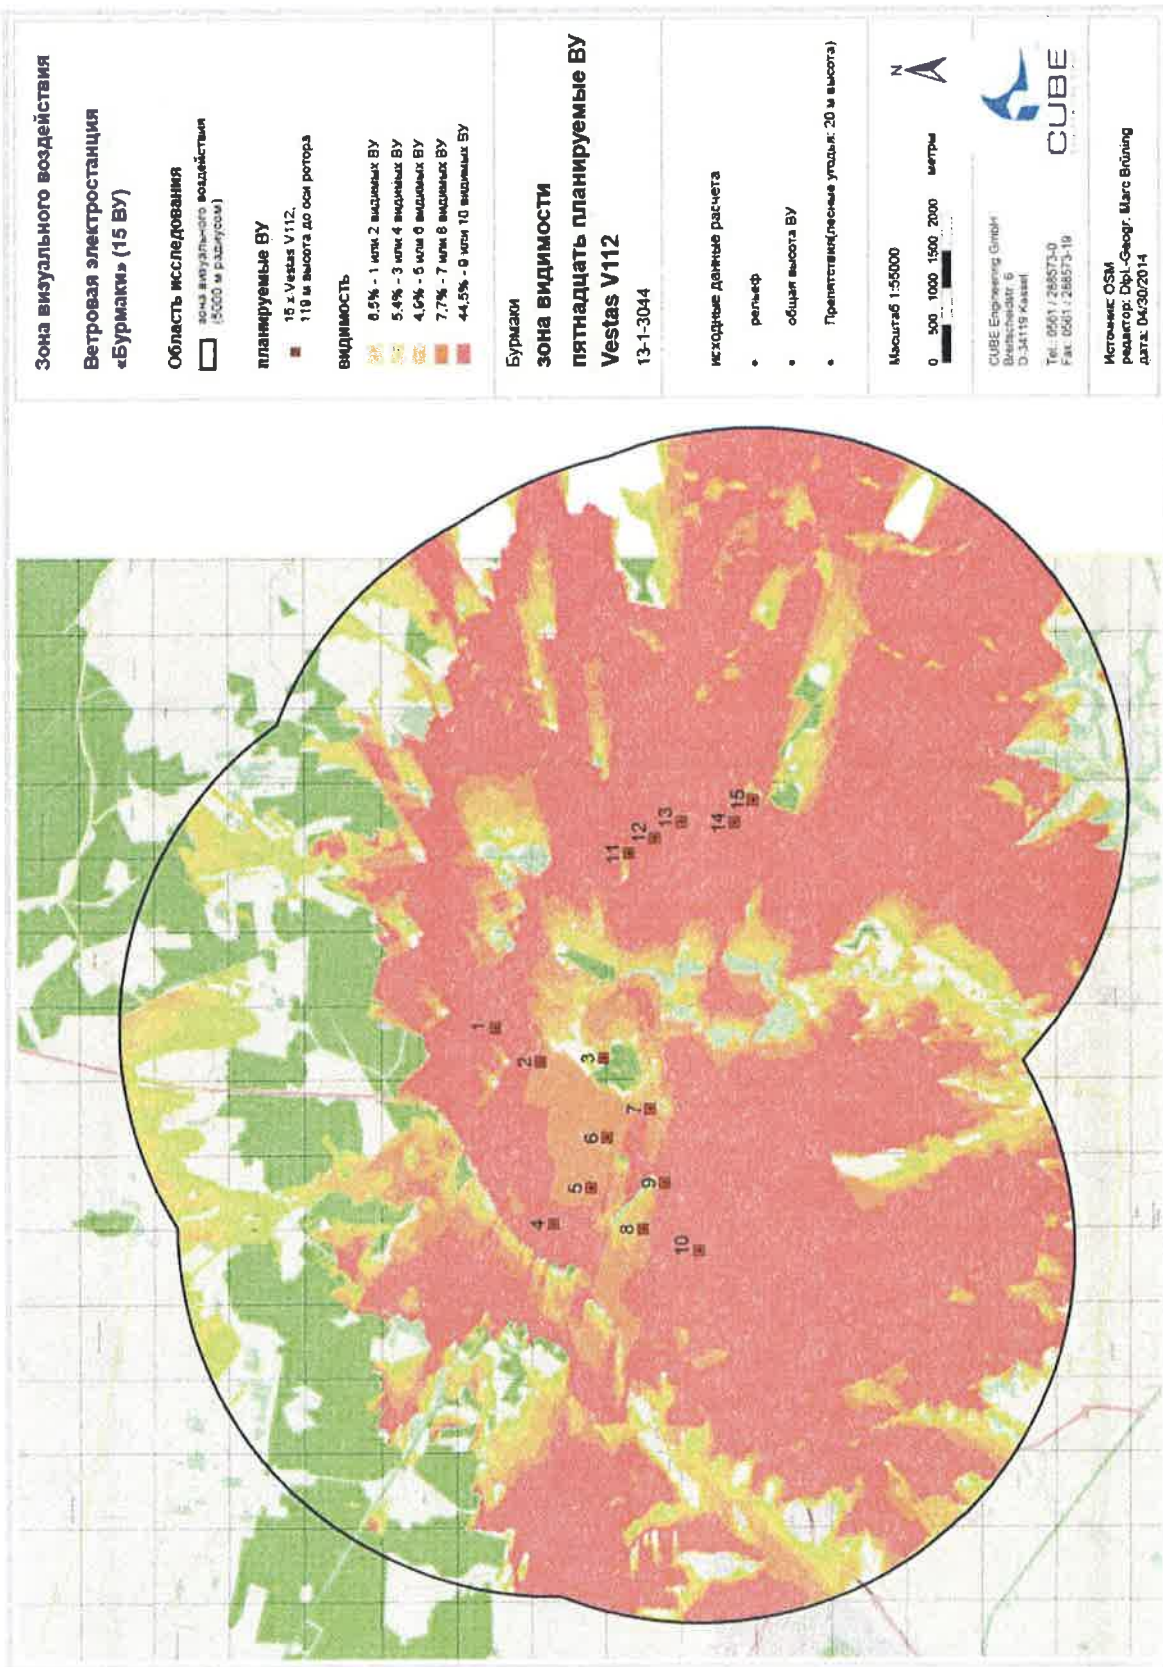 Зона визуального воздействия
Ветровая электростанция
«Бурмаки» (15 ВУ)
Область исследования
зона визуального воздействия
(5000 м радиусом)
планируемые ВУ
15 x Vestas V112,
119 м высота до оси ротора
видимость
6.5% - 1 или 2 видимых ВУ
5.4% - 3 или 4 видимых ВУ
4.6% - 5 или 6 видимых ВУ
7.7% - 7 или 8 видимых ВУ
44.5% - 9 или 10 видимых ВУ
Бурмаки
зона видимости
пятнадцать планируемые ВУ
Vestas V112
13-1-3044
исходные данные расчета
• рельеф
• общая высота ВУ
• Препятствия(лесные угодья: 20 м высота)
Масштаб 1:55000
N
0 500 1000 1500 2000 метры
CUBE
CUBE Engineering GmbH
Breitscheidstr. 6
D-34119 Kassel
Tel.: 0561 / 288573-0
Fax: 0561 / 288573-19
Источник: OSM
редактор: Dipl.-Geogr. Marc Brüning
дата: 04/30/2014
1
2
3
4
5
6
7
8
9
10
11
12
13
14
15